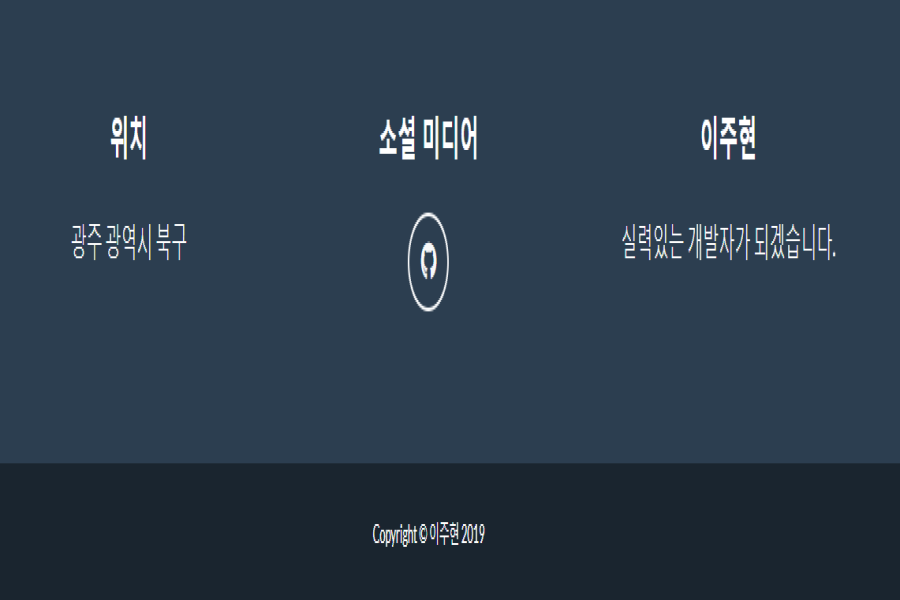 위치
광주 광역시 북구
소셜 미디어
이주현
실력있는 개발자가 되겠습니다.
Copyright © 이주현 2019